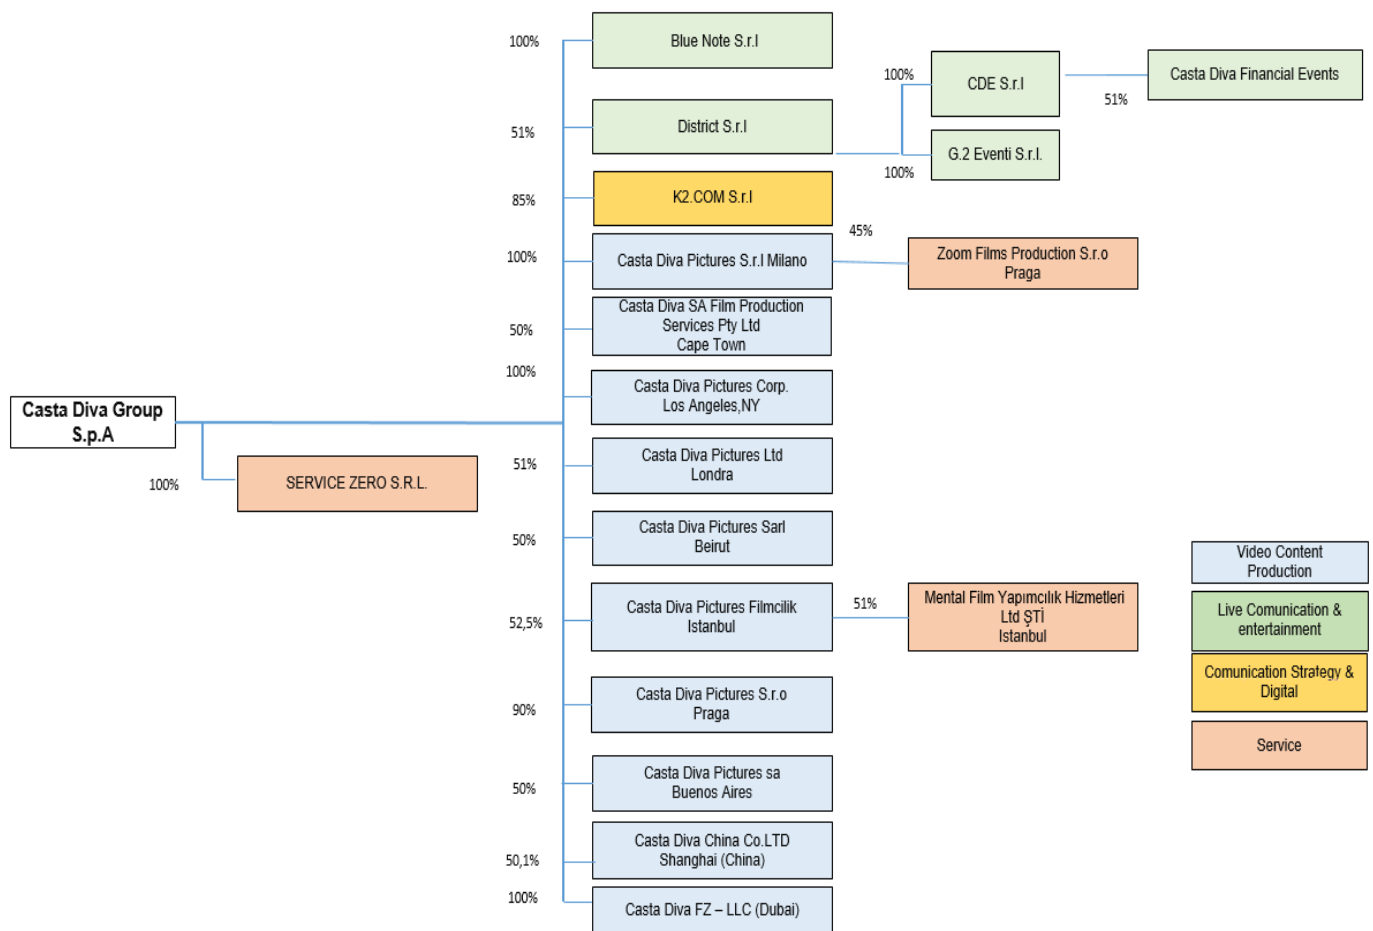 100%
Blue Note S.r.l
100%
CDE S.r.l
51%
Casta Diva Financial Events
51%
District S.r.l
100%
G.2 Eventi S.r.l.
85%
K2.COM S.r.l
100%
Casta Diva Pictures S.r.l Milano
45%
Zoom Films Production S.r.o
Praga
50%
Casta Diva SA Film Production
Services Pty Ltd
Cape Town
100%
Casta Diva Pictures Corp.
Los Angeles,NY
Casta Diva Group
S.p.A
100%
SERVICE ZERO S.R.L.
51%
Casta Diva Pictures Ltd
Londra
50%
Casta Diva Pictures Sarl
Beirut
52,5%
Casta Diva Pictures Filmcilik
Istanbul
51%
Mental Film Yapımcılık Hizmetleri
Ltd ŞTİ
Istanbul
90%
Casta Diva Pictures S.r.o
Praga
50%
Casta Diva Pictures sa
Buenos Aires
50,1%
Casta Diva China Co.LTD
Shanghai (China)
100%
Casta Diva FZ – LLC (Dubai)
Video Content
Production
Live Comunication &
entertainment
Comunication Strategy &
Digital
Service